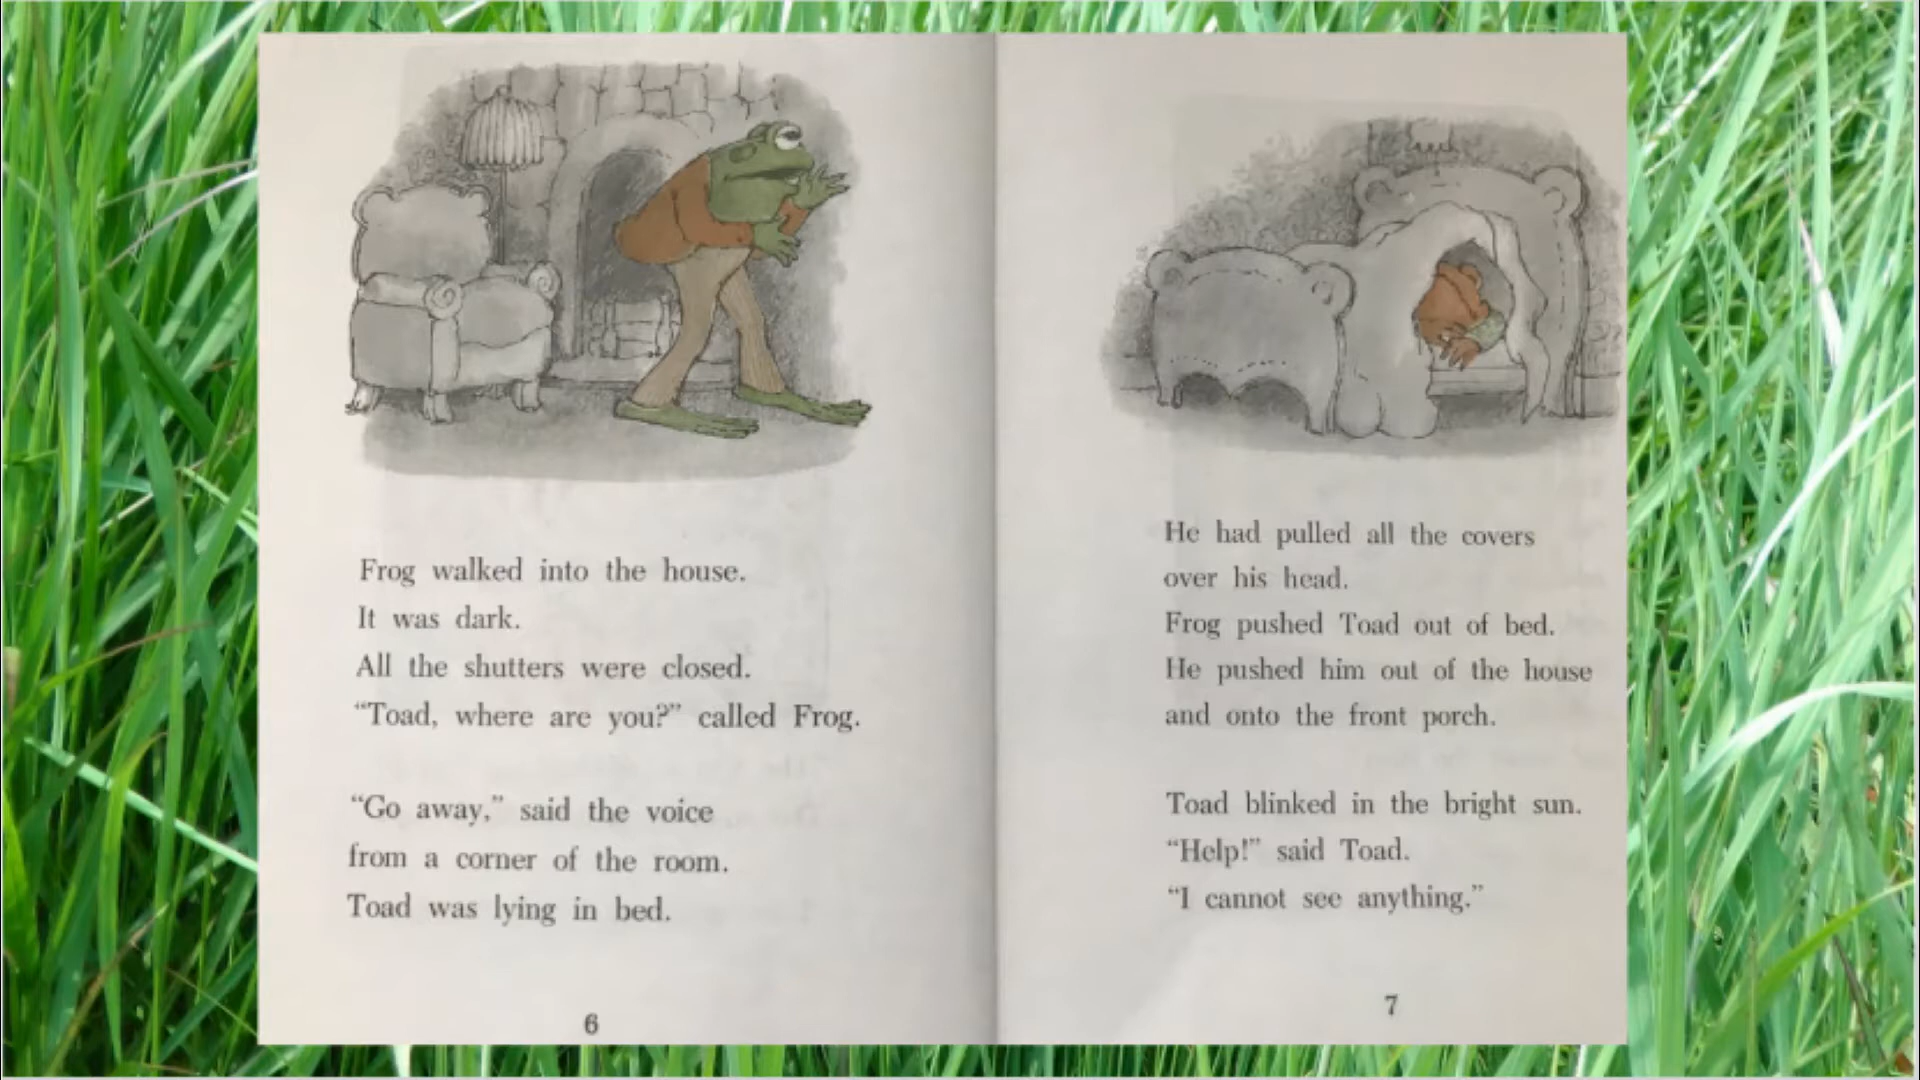 Frog walked into the house.
It was dark.
All the shutters were closed.
“Toad, where are you?” called Frog.
“Go away,” said the voice
from a corner of the room.
Toad was lying in bed.
6
He had pulled all the covers
over his head.
Frog pushed Toad out of bed.
He pushed him out of the house
and onto the front porch.
Toad blinked in the bright sun.
“Help!” said Toad.
“I cannot see anything.”
7